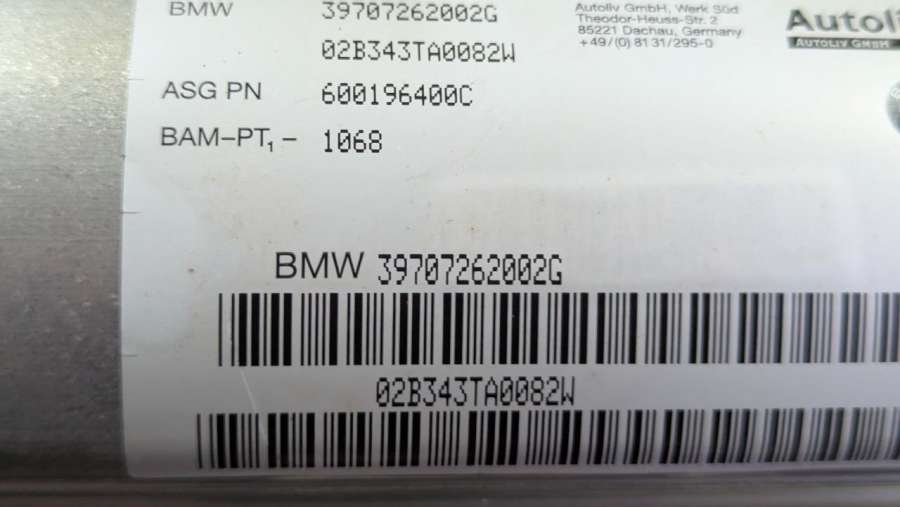 BMW 39707262002G
02B343TA0082W
ASG PN 600196400C
BAM-PT1- 1068
Autoliv GmbH, Werk Süd
Theodor-Heuss-Str. 2
85221 Dachau, Germany
+49/(0) 81 31/295-0
Autoliv
AUTOLIV GMBH
BMW 39707262002G
02B343TA0082W